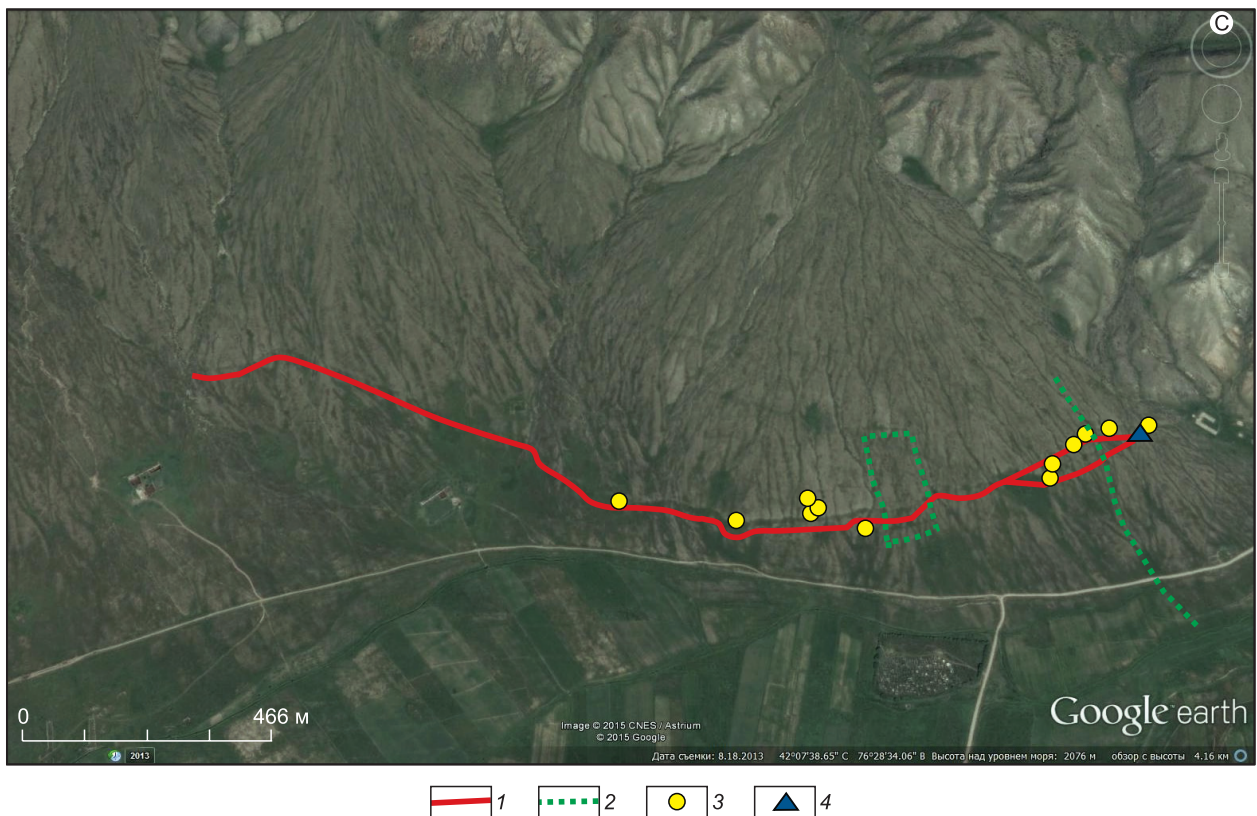 С
0 466 м
Image © 2015 CNES / Astrium
© 2015 Google
Google earth
2013
Дата съемки: 8.18.2013 42°07'38.65" С 76°28'34.06" В Высота над уровнем моря: 2076 м обзор с высоты 4.16 км
1 2 3 4